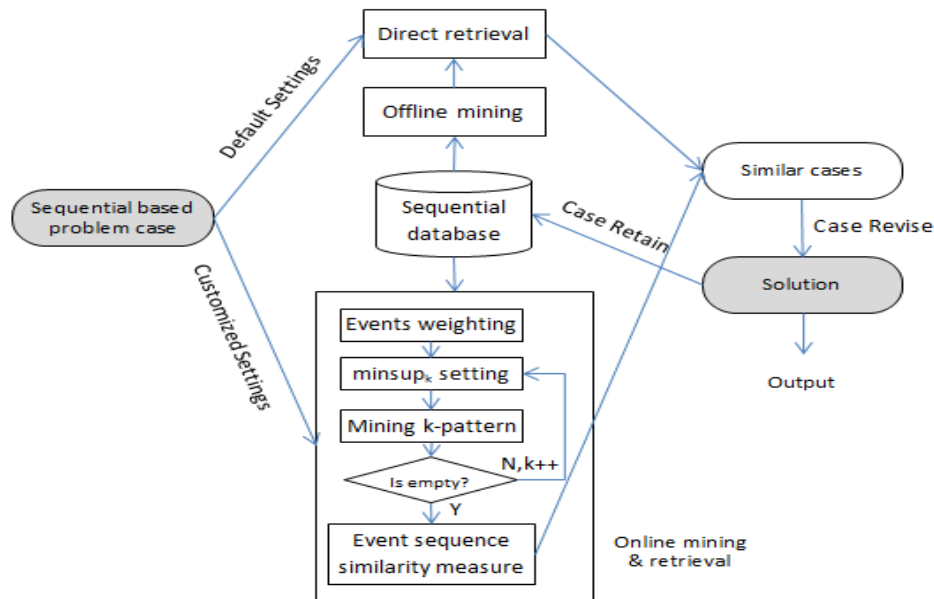 Direct retrieval
Default Settings
Offline mining
Similar cases
Sequential based
problem case
Sequential
database
Case Retain
Case Revise
Solution
Customized Settings
Events weighting
minsupₖ setting
Output
Mining k-pattern
N,k++
Is empty?
Y
Event sequence
similarity measure
Online mining
& retrieval